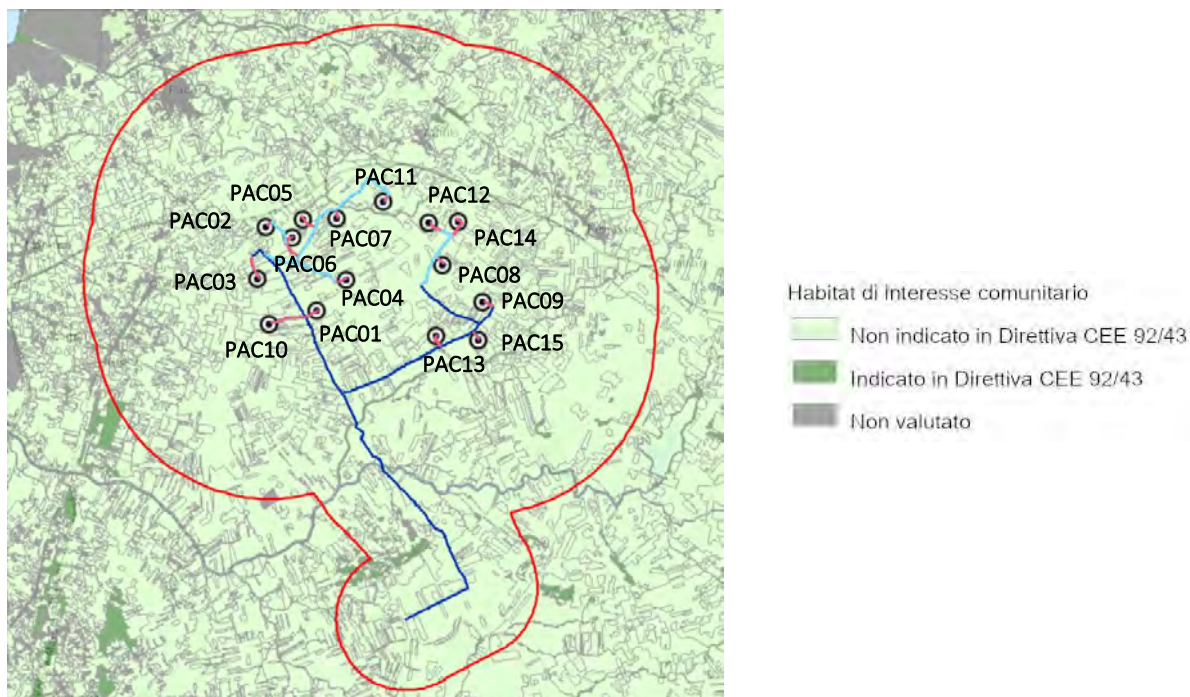 PAC11
PAC05
PAC12
PAC02
PAC07
PAC14
PAC06
PAC03
PAC08
PAC04
PAC09
PAC01
PAC10
PAC13
PAC15
Habitat di Interesse comunitario
Non indicato in Direttiva CEE 92/43
Indicato in Direttiva CEE 92/43
Non valutato